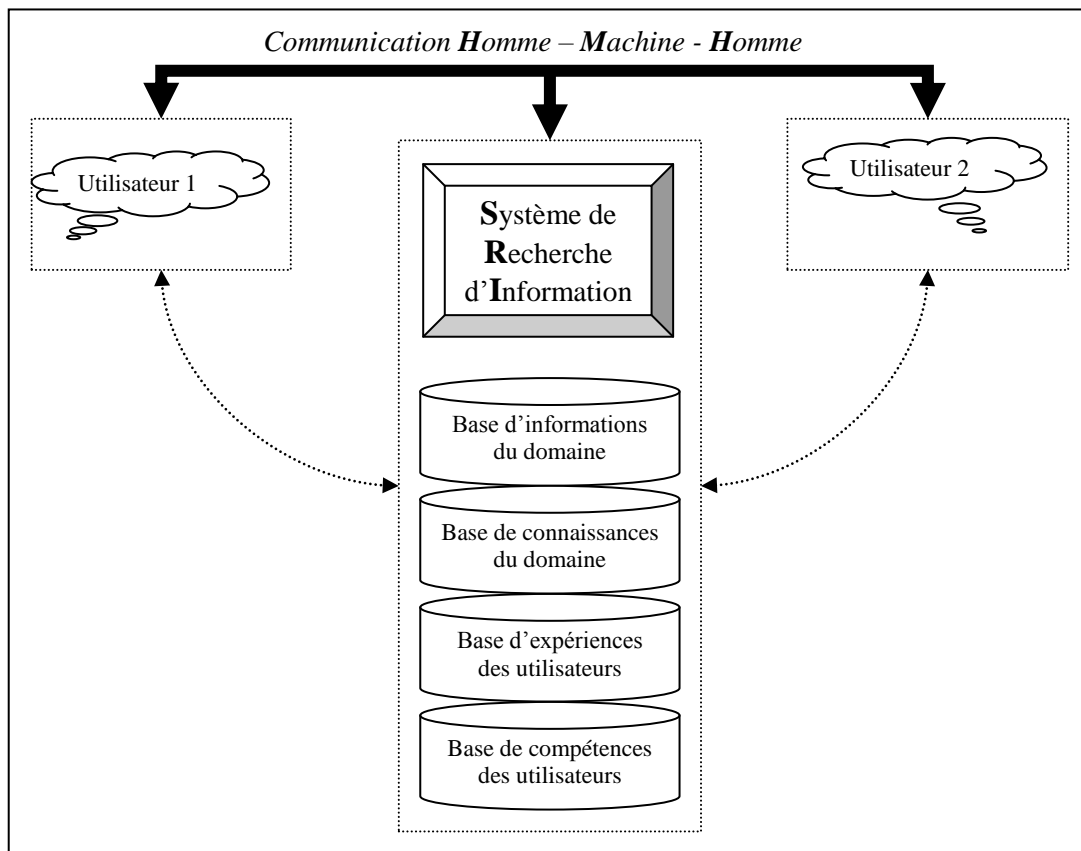 Communication Homme – Machine - Homme
Utilisateur 1
Utilisateur 2
Système de
Recherche
d’Information
Base d’informations
du domaine
Base de connaissances
du domaine
Base d’expériences
des utilisateurs
Base de compétences
des utilisateurs